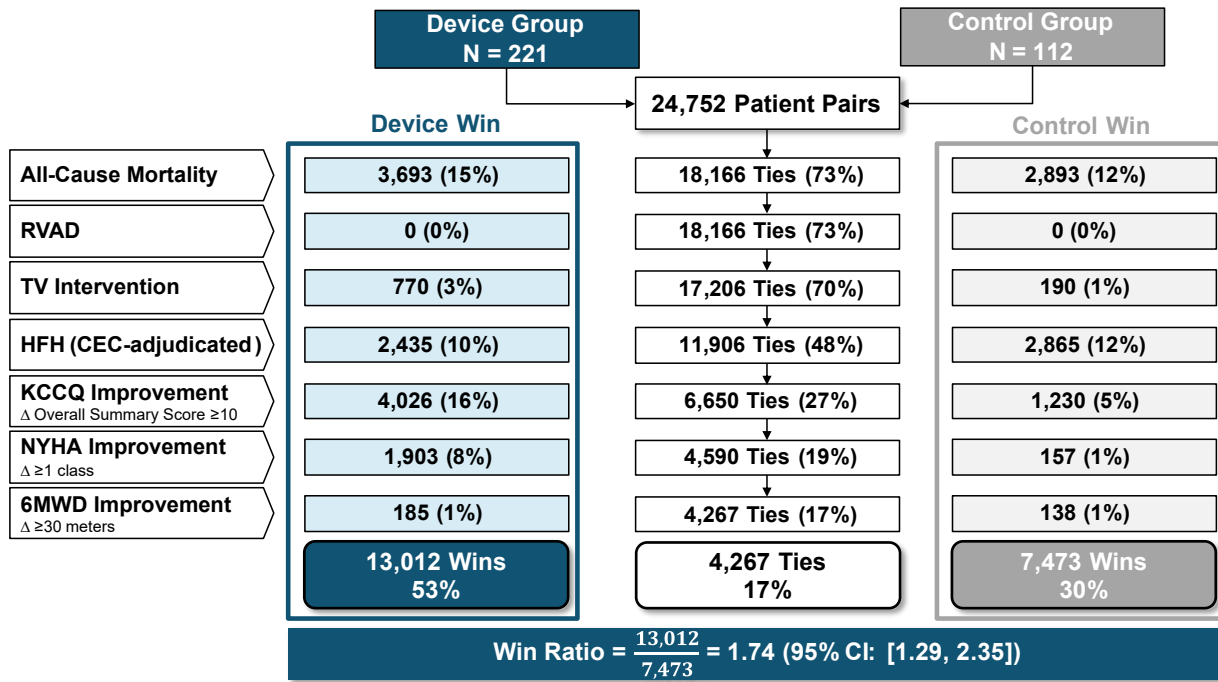 Device Group
N = 221
Control Group
N = 112
24,752 Patient Pairs
Device Win
Control Win
All-Cause Mortality
3,693 (15%)
18,166 Ties (73%)
2,893 (12%)
RVAD
0 (0%)
18,166 Ties (73%)
0 (0%)
TV Intervention
770 (3%)
17,206 Ties (70%)
190 (1%)
HFH (CEC-adjudicated)
2,435 (10%)
11,906 Ties (48%)
2,865 (12%)
KCCQ Improvement
Δ Overall Summary Score ≥10
4,026 (16%)
6,650 Ties (27%)
1,230 (5%)
NYHA Improvement
Δ ≥1 class
1,903 (8%)
4,590 Ties (19%)
157 (1%)
6MWD Improvement
Δ ≥30 meters
185 (1%)
4,267 Ties (17%)
138 (1%)
13,012 Wins
53%
4,267 Ties
17%
7,473 Wins
30%
Win Ratio = 13,012/7,473 = 1.74 (95% CI: [1.29, 2.35])